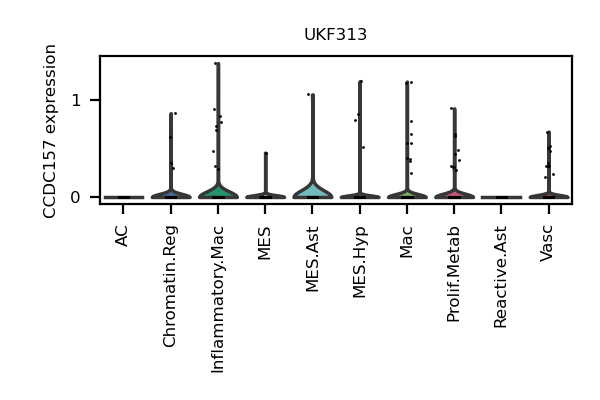 UKF313
CCDC157 expression
1
0
AC
Chromatin.Reg
Inflammatory.Mac
MES
MES.Ast
MES.Hyp
Mac
Prolif.Metab
Reactive.Ast
Vasc